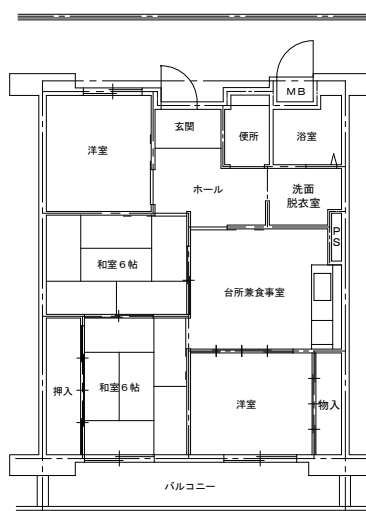 MB
玄関
便所
浴室
洋室
ホール
洗面
脱衣室
PS
和室6帖
台所兼食事室
押入
和室6帖
洋室
物入
バルコニー